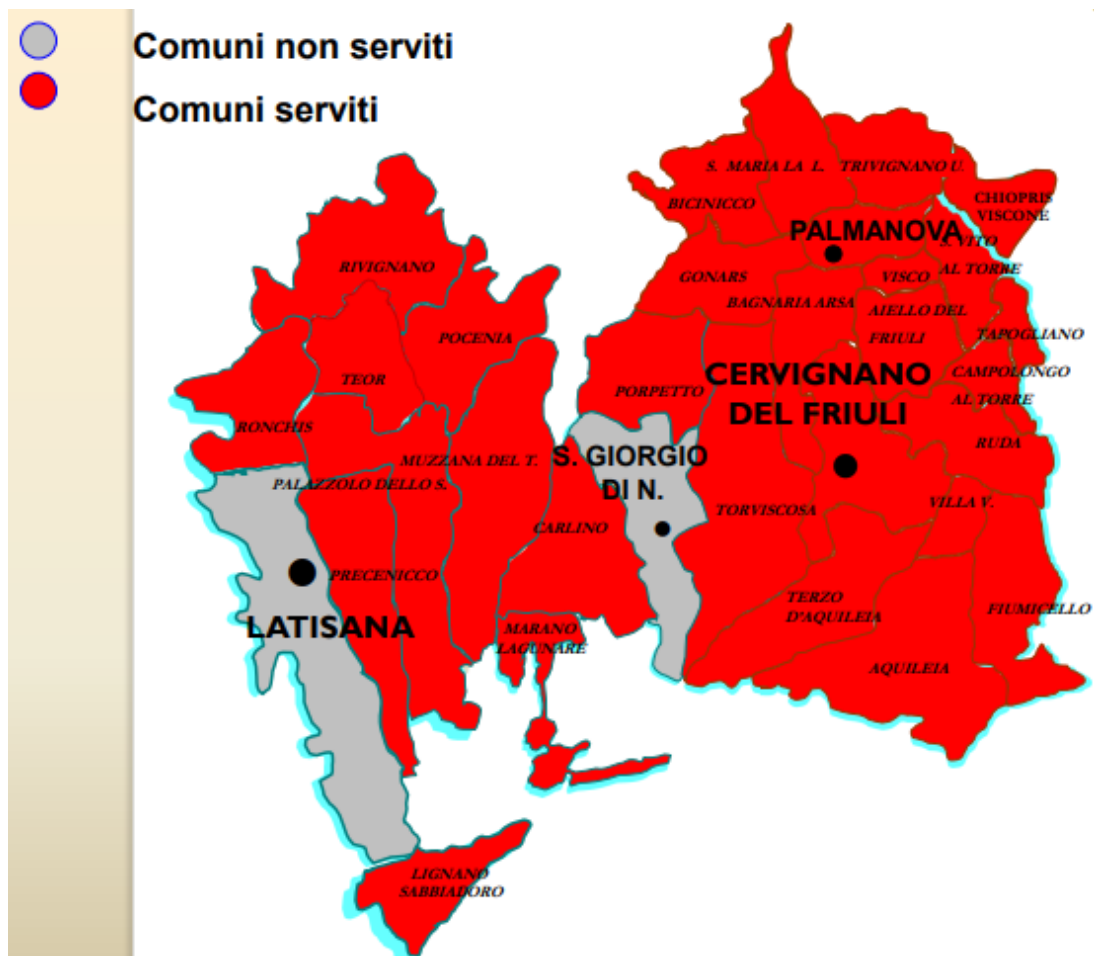 Comuni non serviti
Comuni serviti
S. MARIA LA L.
TRIVIGNANO U.
BICINICCO
CHIOPRIS
VISCONE
PALMANOVA
S. VITO
AL TORRE
RIVIGNANO
GONARS
VISCO
BAGNARIA ARSA
AIELLO DEL
FRIULI
POCENIA
TAPOGLIANO
TEOR
PORPETTO
CERVIGNANO
DEL FRIULI
CAMPOLONGO
AL TORRE
RONCHIS
MUZZANA DEL T.
S. GIORGIO
DI N.
RUDA
PALAZZOLO DELLO S.
CARLINO
TORVISCOSA
VILLA V.
PRECENICCO
LATISANA
TERZO
D'AQUILEIA
FIUMICELLO
MARANO
LAGUNARE
AQUILEIA
LIGNANO
SABBIADORO